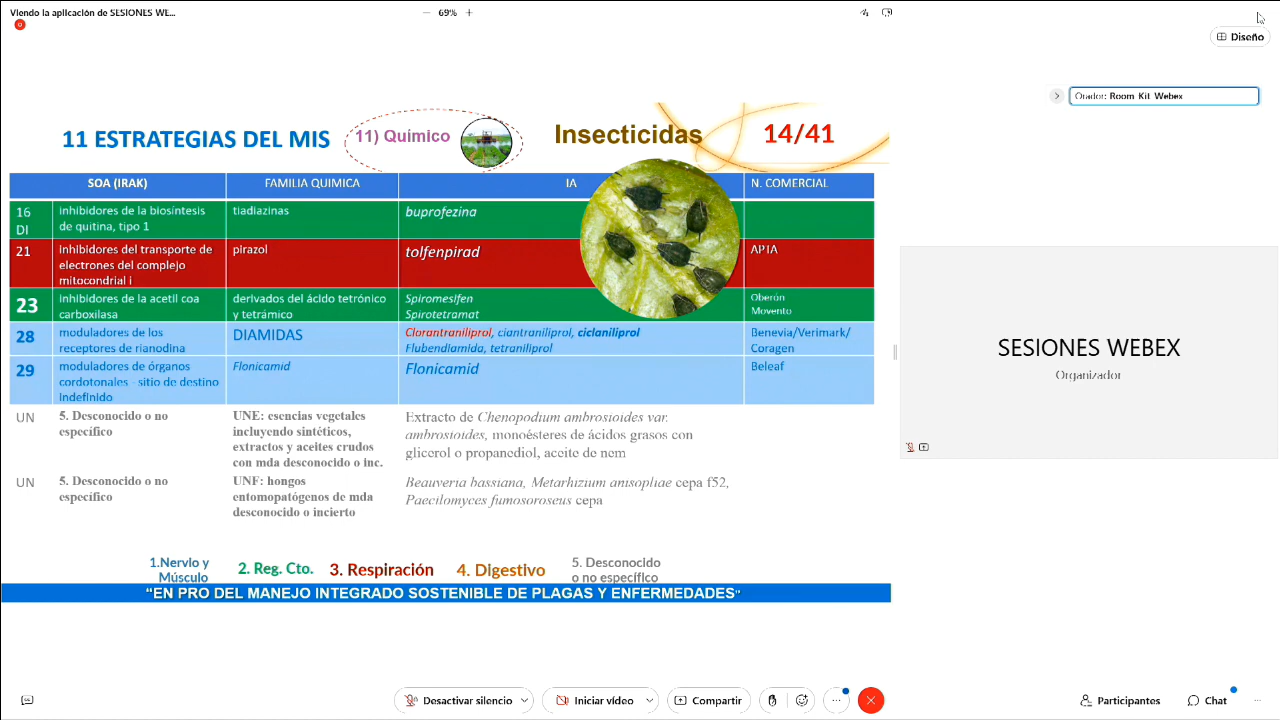 Viendo la aplicación de SESIONES WE...
69%
Diseño
Orador: Room Kit Webex
11 ESTRATEGIAS DEL MIS
11) Quimico
Insecticidas
14/41
SOA (IRAK)
FAMILIA QUIMICA
IA
N. COMERCIAL
16 DI
inhibidores de la biosíntesis
de quitina, tipo 1
tiadiazinas
buprofezina
21
inhibidores del transporte de
electrones del complejo
mitocondrial i
pirazol
tolfenpirad
APTA
23
inhibidores de la acetil coa
carboxilasa
derivados del ácido tetrónico
y tetrámico
Spiromesifen
Spirotetramat
Oberón
Movento
28
moduladores de los
receptores de rianodina
DIAMIDAS
Clorantraniliprol, ciantraniliprol, ciclaniliprol
Flubendiamida, tetraniliprol
Benevia/Verimark/
Coragen
29
moduladores de órganos
cordotonales - sitio de destino
indefinido
Flonicamid
Flonicamid
Beleaf
UN
5. Desconocido o no
específico
UNE: esencias vegetales
incluyendo sintéticos,
extractos y aceites crudos
con mda desconocido o inc.
Extracto de Chenopodium ambrosioides var.
ambrosioides, monoésteres de ácidos grasos con
glicerol o propanediol, aceite de nem
UN
5. Desconocido o no
específico
UNF: hongos
entomopatógenos de mda
desconocido o incierto
Beauveria bassiana, Metarhizium anisopliae cepa f52,
Paecilomyces fumosoroseus cepa
1.Nervio y
Músculo
2. Reg. Cto.
3. Respiración
4. Digestivo
5. Desconocido
o no específico
“EN PRO DEL MANEJO INTEGRADO SOSTENIBLE DE PLAGAS Y ENFERMEDADES”
SESIONES WEBEX
Organizador
Desactivar silencio
Iniciar vídeo
Compartir
Participantes
Chat